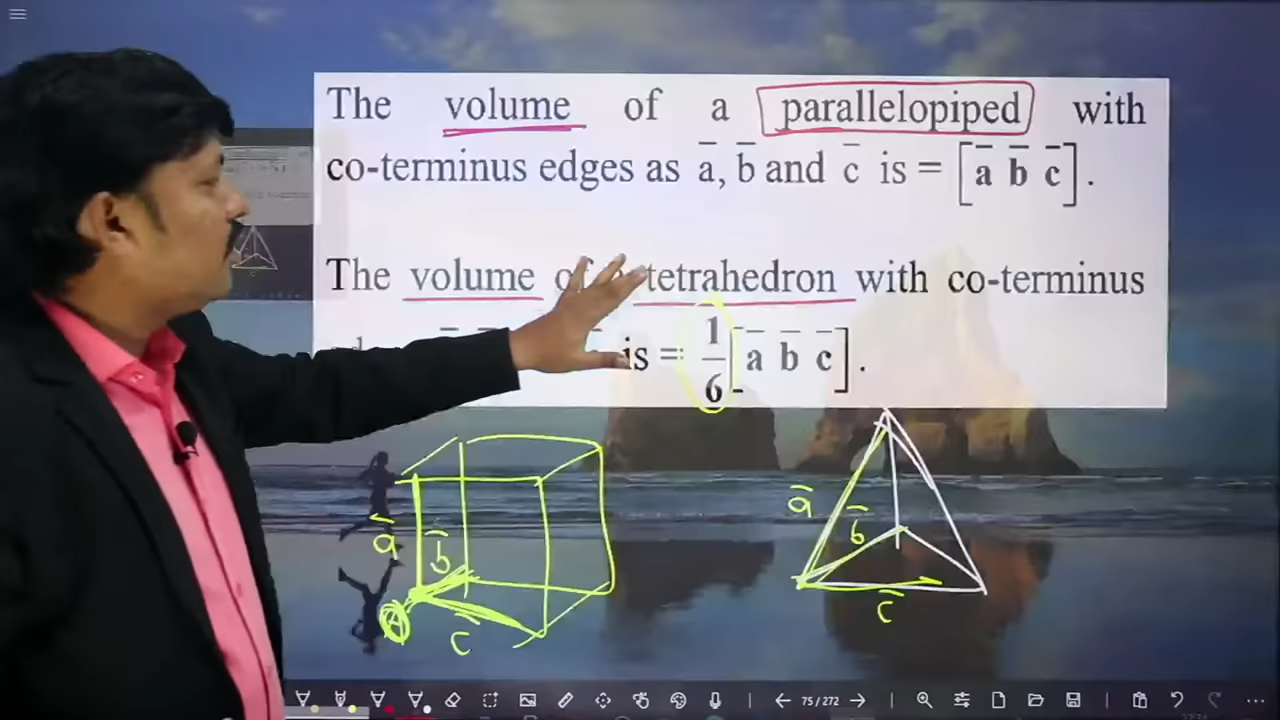 The volume of a parallelopiped with
co-terminus edges as a̅, b̅ and c̅ is = [a̅ b̅ c̅].
The volume of tetrahedron with co-terminus
is = 1/6 [a̅ b̅ c̅].
a̅ b̅ c̅ A
a̅ b̅ c̅
75/272